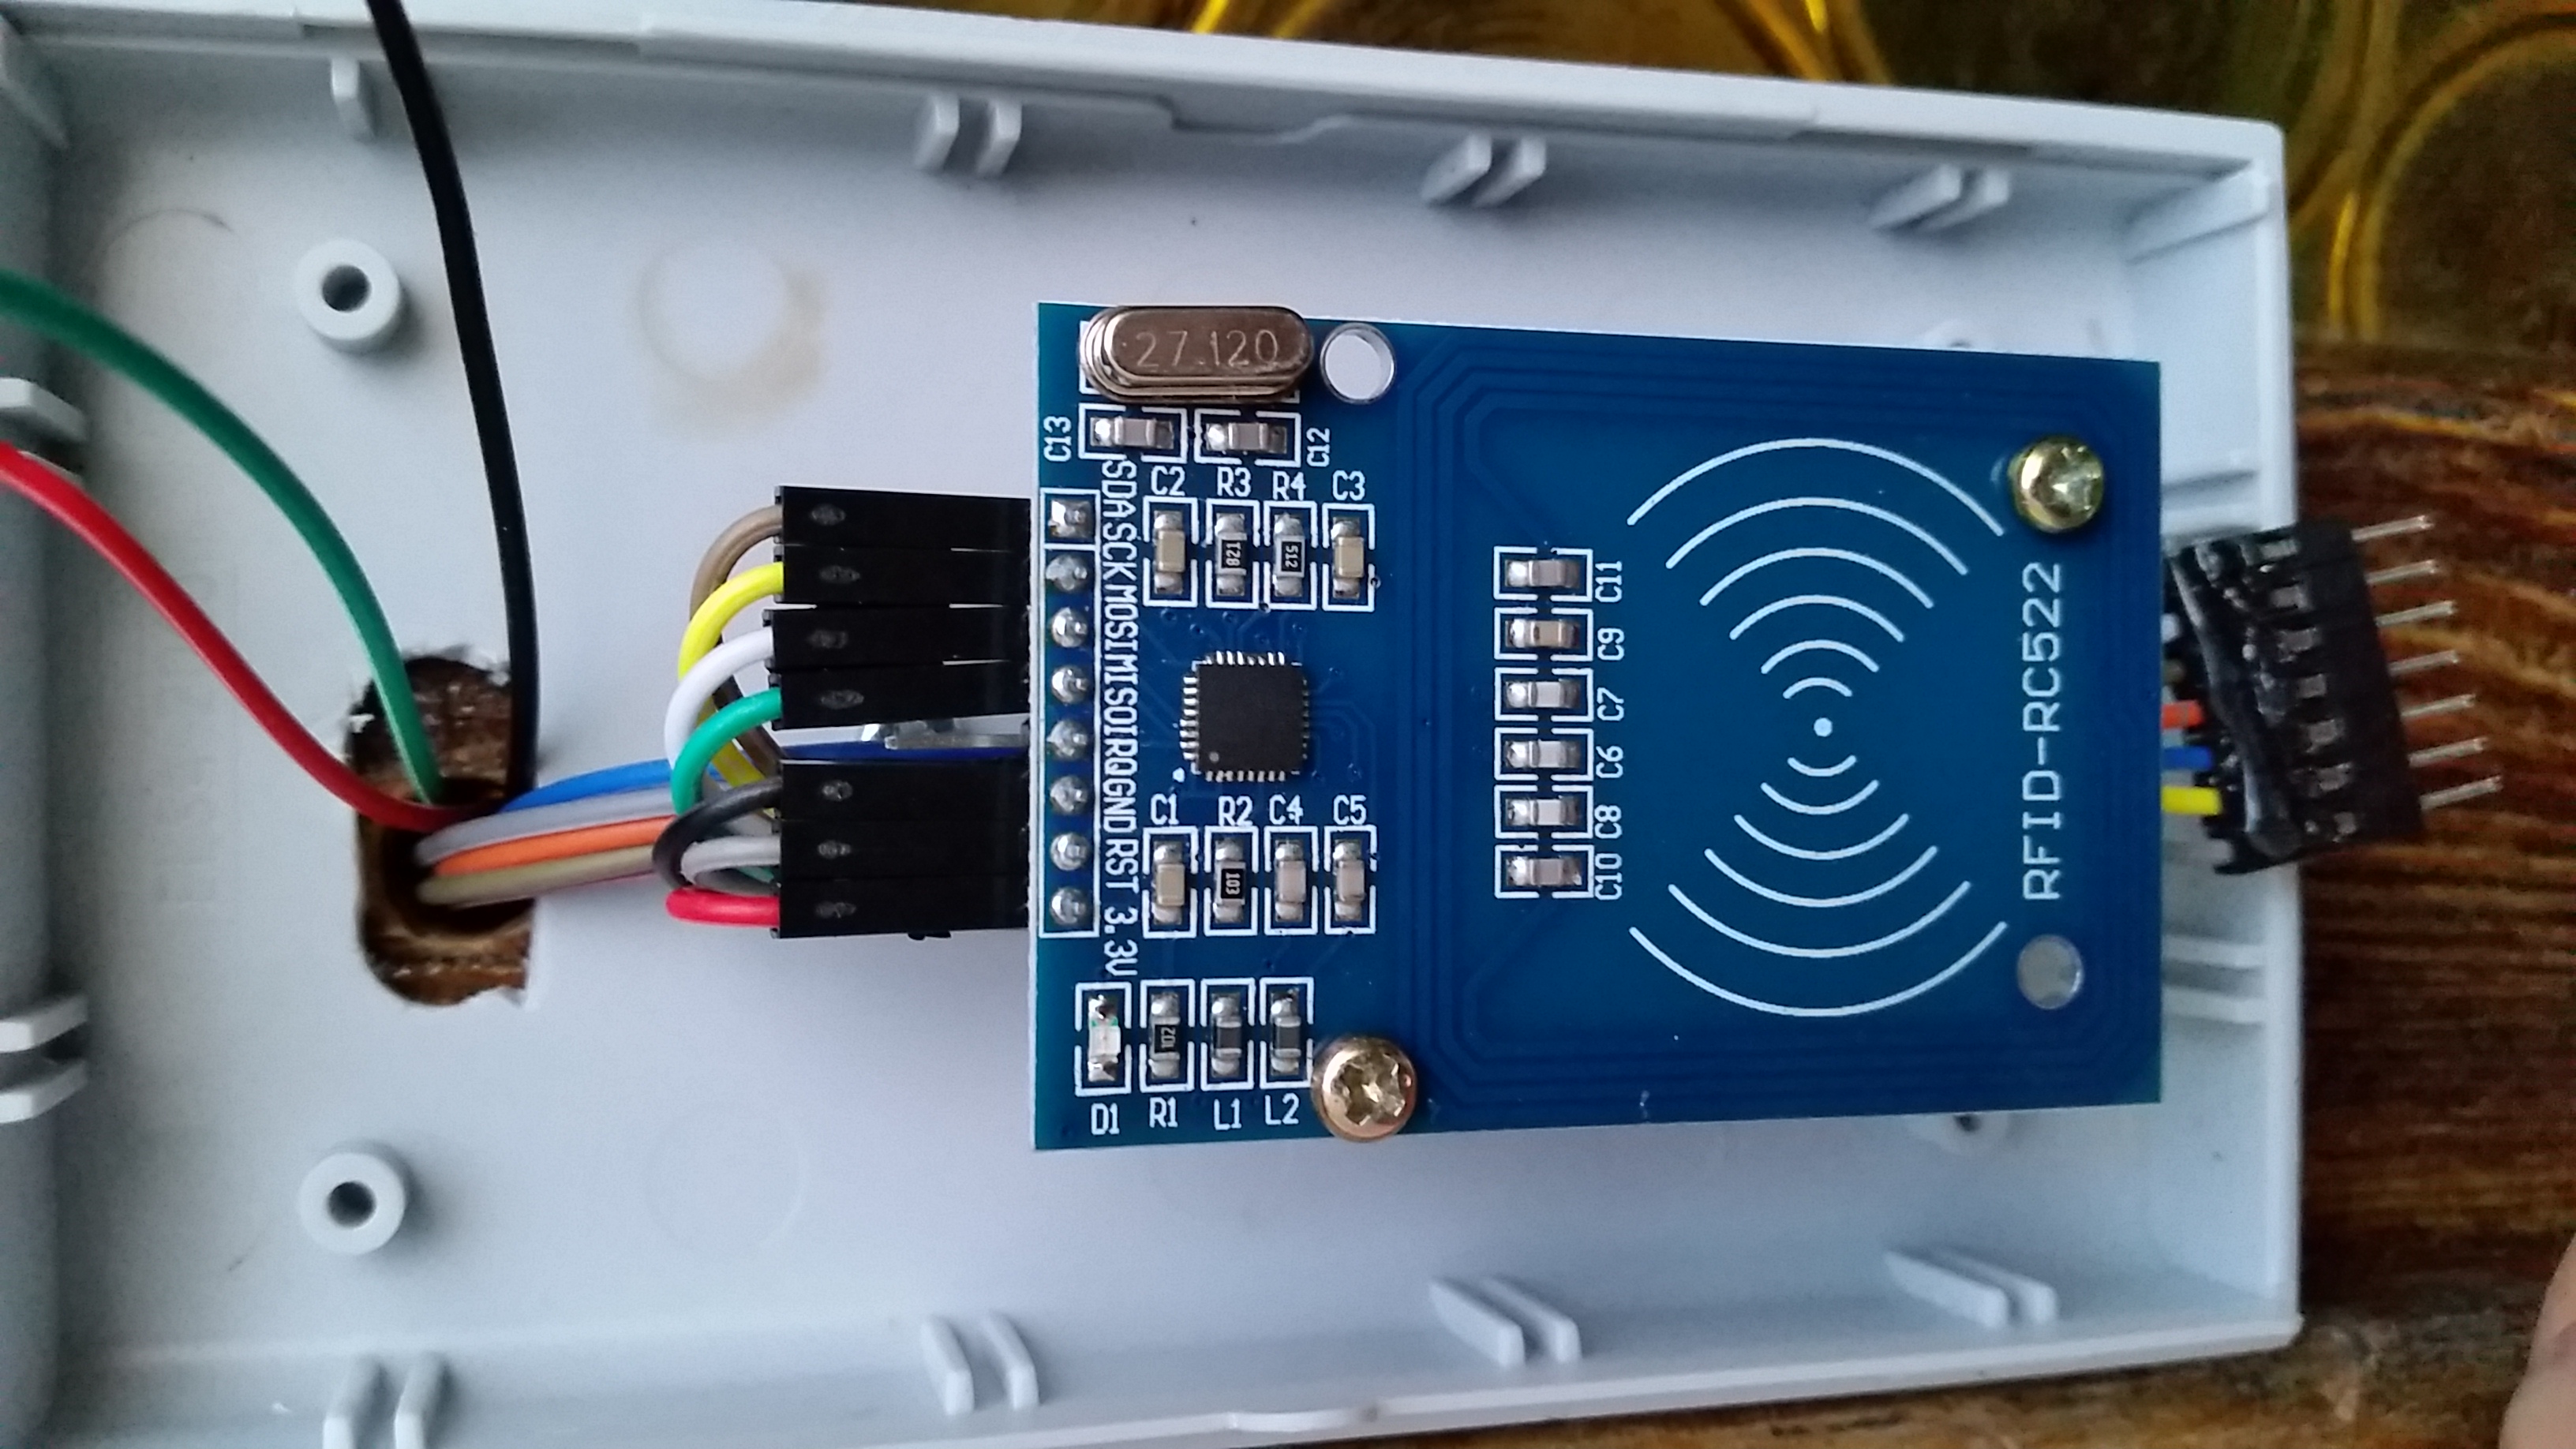 C13
SDA SCK MOSI MISO IRQ GND RST 3.3V
D1
R1
201
L1
L2
C1
103
R2
C4
C5
C2
821
R3
512
R4
C3
C12
27.120
C10 C8 C6 C7 C9 C11
RFID-RC522